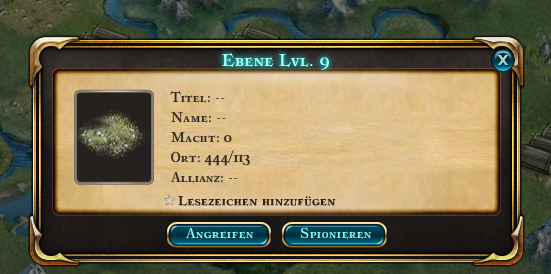 Ebene Lvl. 9
X
Titel: --
Name: --
Macht: 0
Ort: 444/113
Allianz: --
☆ Lesezeichen hinzufügen
Angreifen Spionieren